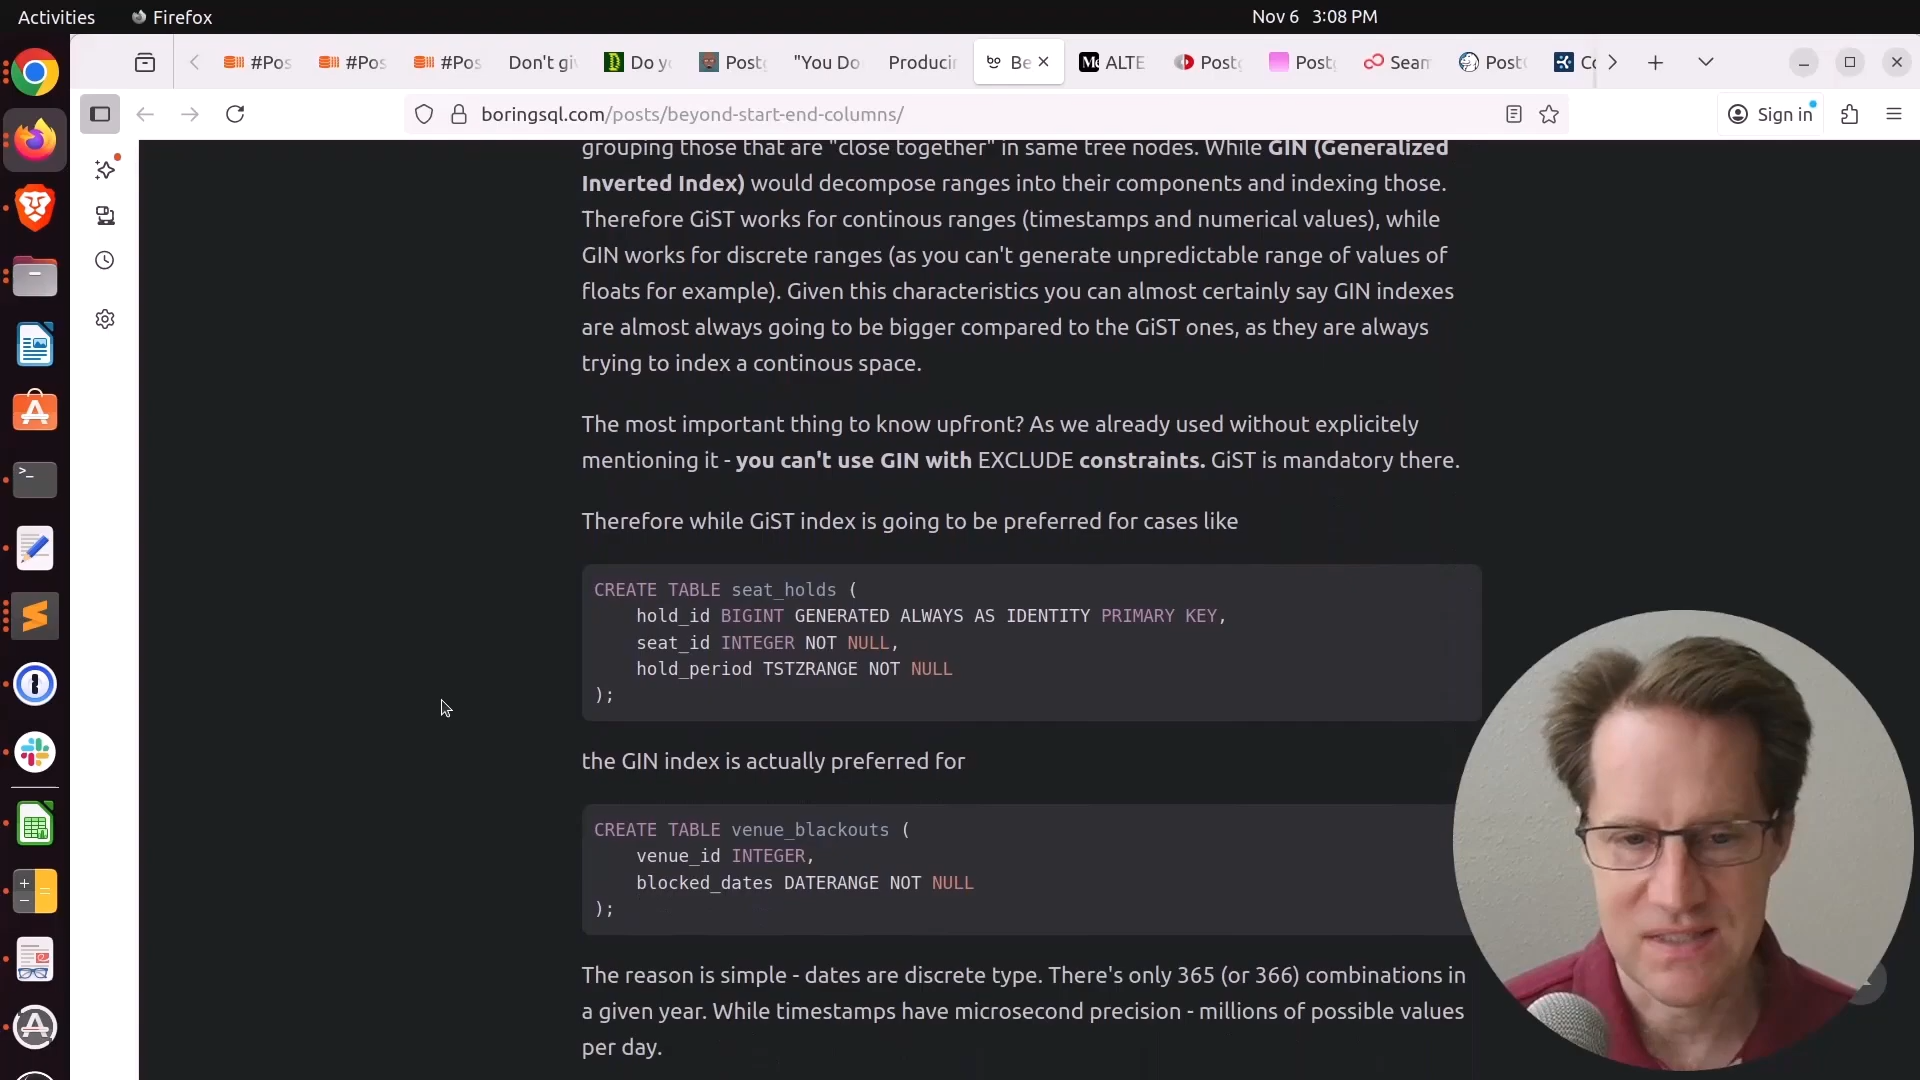 Activities
Firefox
Nov 6 3:08 PM
#Pos
#Pos
#Pos
Don't giv
Do y
Postg
"You Do
Producin
Be
ALTE
Postg
Postg
Seam
Post
Co
boringsql.com/posts/beyond-start-end-columns/
Sign in
grouping those that are "close together" in same tree nodes. While GIN (Generalized
Inverted Index) would decompose ranges into their components and indexing those.
Therefore GiST works for continous ranges (timestamps and numerical values), while
GIN works for discrete ranges (as you can't generate unpredictable range of values of
floats for example). Given this characteristics you can almost certainly say GIN indexes
are almost always going to be bigger compared to the GiST ones, as they are always
trying to index a continous space.
The most important thing to know upfront? As we already used without explicitely
mentioning it - you can't use GIN with EXCLUDE constraints. GiST is mandatory there.
Therefore while GiST index is going to be preferred for cases like
CREATE TABLE seat_holds (
hold_id BIGINT GENERATED ALWAYS AS IDENTITY PRIMARY KEY,
seat_id INTEGER NOT NULL,
hold_period TSTZRANGE NOT NULL
);
the GIN index is actually preferred for
CREATE TABLE venue_blackouts (
venue_id INTEGER,
blocked_dates DATERANGE NOT NULL
);
The reason is simple - dates are discrete type. There's only 365 (or 366) combinations in
a given year. While timestamps have microsecond precision - millions of possible values
per day.